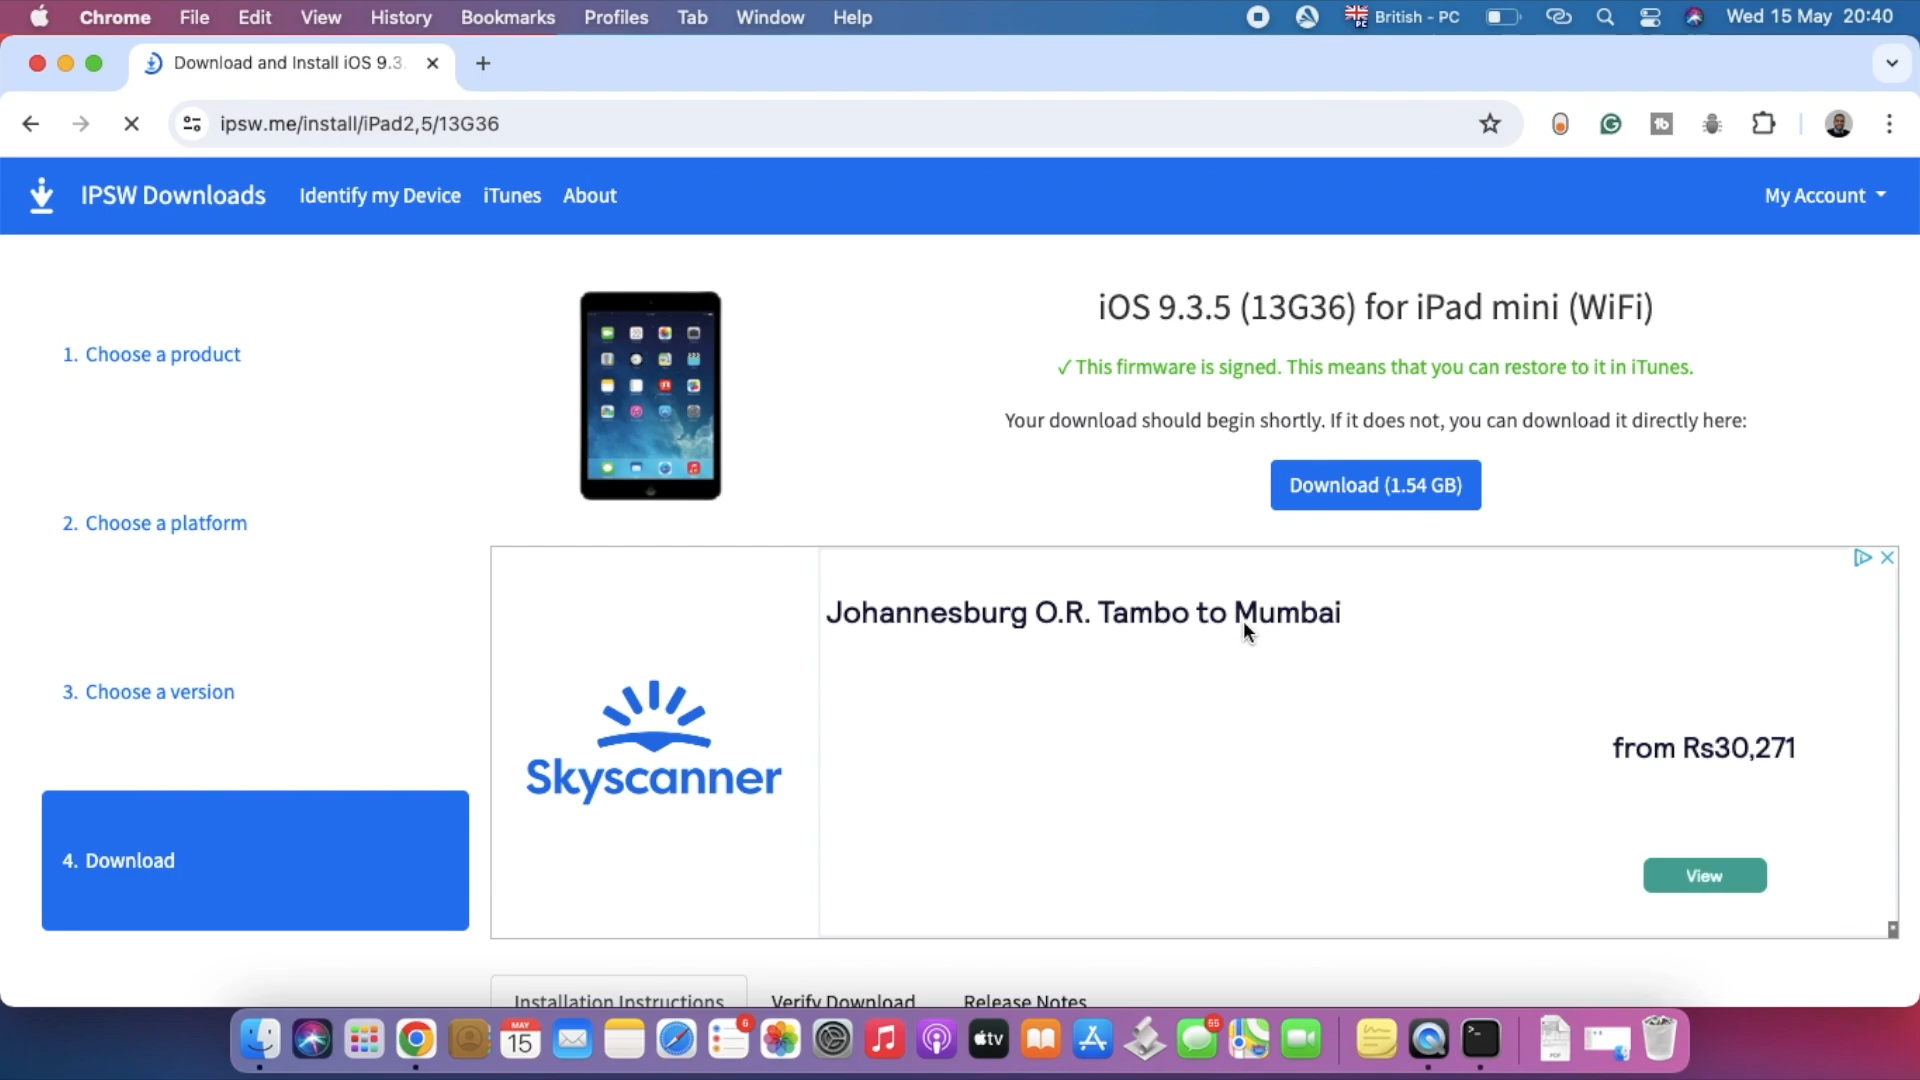 Chrome File Edit View History Bookmarks Profiles Tab Window Help
British - PC
Wed 15 May 20:40
Download and Install iOS 9.3.
ipsw.me/install/iPad2,5/13G36
IPSW Downloads Identify my Device iTunes About
My Account
1. Choose a product
2. Choose a platform
3. Choose a version
4. Download
iOS 9.3.5 (13G36) for iPad mini (WiFi)
✓ This firmware is signed. This means that you can restore to it in iTunes.
Your download should begin shortly. If it does not, you can download it directly here:
Download (1.54 GB)
Johannesburg O.R. Tambo to Mumbai
Skyscanner
from Rs30,271
View
Installation Instructions Verify Download Release Notes
MAY
15
6
tv
55